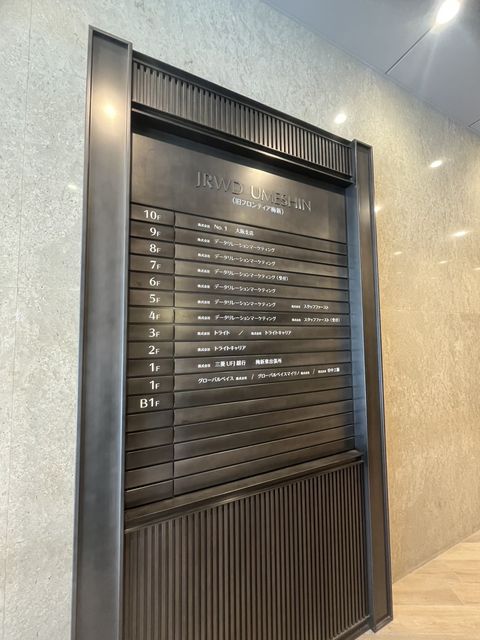 JRWD UMESHIN
(旧フロンティア梅新)
10F 株式会社 No.1 大阪支店
9F 株式会社 データリレーションマーケティング
8F 株式会社 データリレーションマーケティング
7F 株式会社 データリレーションマーケティング(受付)
6F 株式会社 データリレーションマーケティング
5F 株式会社 データリレーションマーケティング 株式会社 スタッフファースト
4F 株式会社 データリレーションマーケティング 株式会社 スタッフファースト(受付)
3F 株式会社 トライト / 株式会社 トライトキャリア
2F 株式会社 トライトキャリア
1F 株式会社 三菱UFJ銀行 梅新東出張所
1F グローバルベイス 株式会社 / グローバルベイスマイリノ 株式会社 / 株式会社 田中工藝
B1F